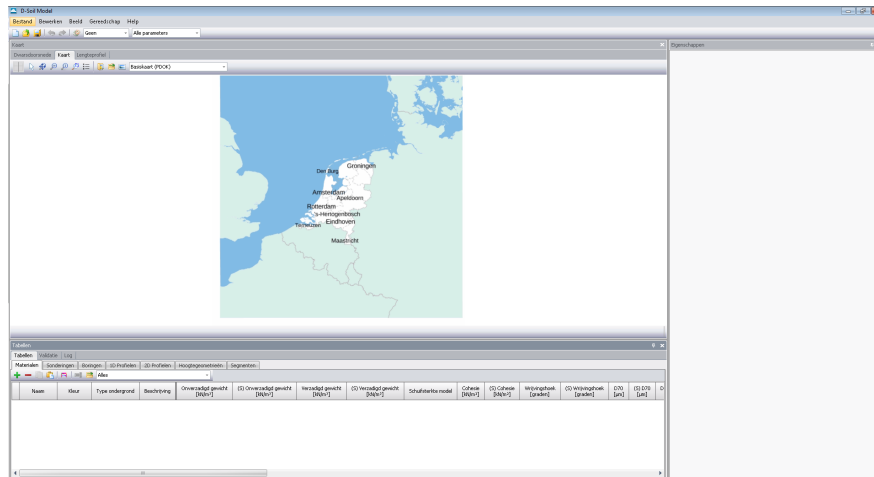 D-Soil Model
Bestand Bewerken Beeld Gereedschap Help
Geen Alle parameters
Kaart
Dwarsdoorsnede Kaart Lengteprofiel
Basiskaart (PDOK)
Eigenschappen
Groningen
Den Burg
Amsterdam
Apeldoorn
Rotterdam
's-Hertogenbosch
Eindhoven
Terneuzen
Maastricht
Tabellen
Tabellen Validatie Log
Materialen Sonderingen Boringen 1D Profielen 2D Profielen Hoogtegeometrieën Segmenten
Alles
Naam Kleur Type ondergrond Beschrijving Onverzadigd gewicht [kN/m³] (S) Onverzadigd gewicht [kN/m³] Verzadigd gewicht [kN/m³] (S) Verzadigd gewicht [kN/m³] Schuifsterkte model Cohesie [kN/m²] (S) Cohesie [kN/m²] Wrijvingshoek [graden] (S) Wrijvingshoek [graden] D70 [µm] (S) D70 [µm] D